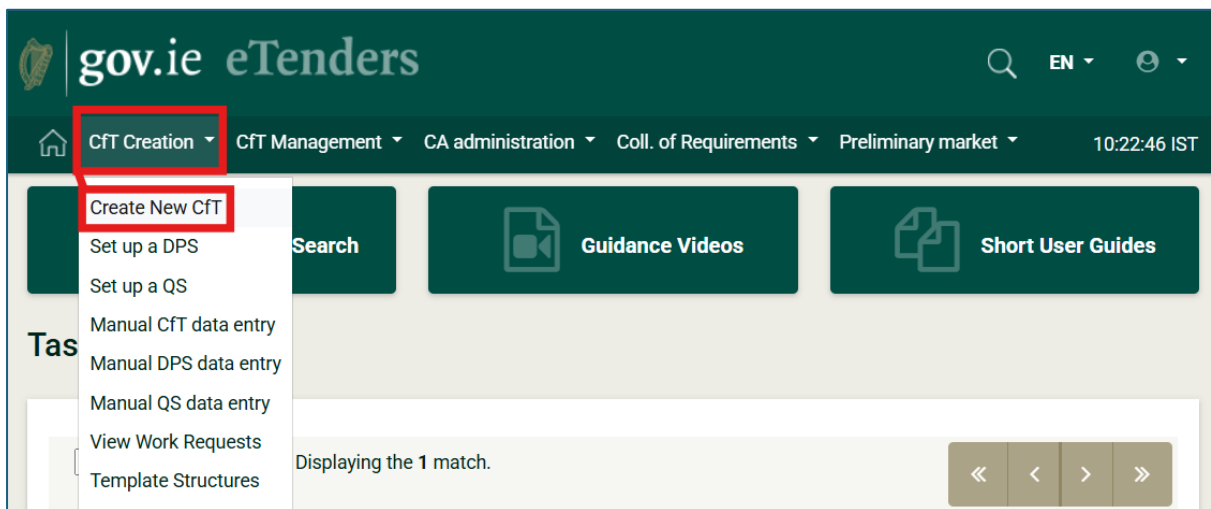 gov.ie eTenders
EN
CfT Creation CfT Management CA administration Coll. of Requirements Preliminary market 10:22:46 IST
Create New CfT
Set up a DPS
Set up a QS
Manual CfT data entry
Manual DPS data entry
Manual QS data entry
View Work Requests
Template Structures
Search
Guidance Videos
Short User Guides
Tas
Displaying the 1 match.
« < > »